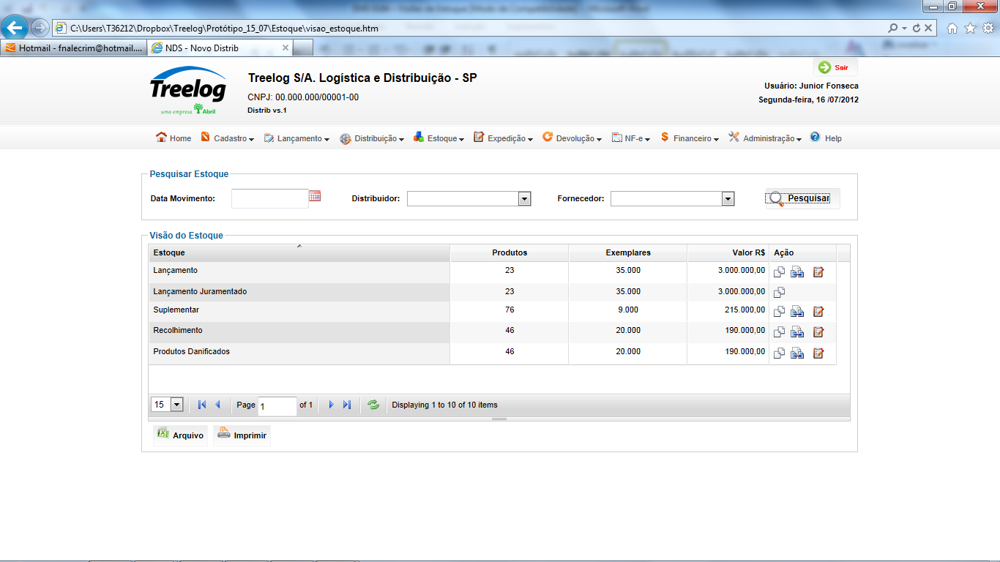 C:\Users\T36212\Dropbox\Treelog\Protótipo_15_07\Estoque\visao_estoque.htm
Hotmail - fnalecrim@hotmail.... NDS - Novo Distrib
Treelog
uma empresa Abril
Treelog S/A. Logística e Distribuição - SP
CNPJ: 00.000.000/00001-00
Distrib vs.1
Sair
Usuário: Junior Fonseca
Segunda-feira, 16 /07/2012
Home Cadastro Lançamento Distribuição Estoque Expedição Devolução NF-e Financeiro Administração Help
Pesquisar Estoque
Data Movimento: Distribuidor: Fornecedor: Pesquisar
Visão do Estoque
Estoque Produtos Exemplares Valor R$ Ação
Lançamento 23 35.000 3.000.000,00
Lançamento Juramentado 23 35.000 3.000.000,00
Suplementar 76 9.000 215.000,00
Recolhimento 46 20.000 190.000,00
Produtos Danificados 46 20.000 190.000,00
15 Page 1 of 1 Displaying 1 to 10 of 10 items
Arquivo Imprimir